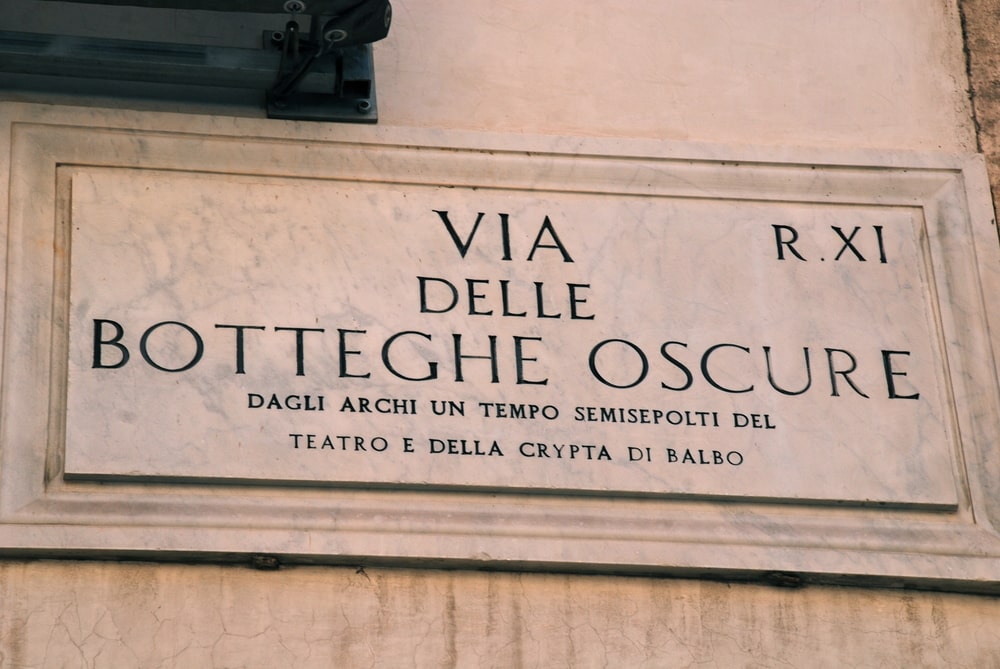 VIA
R.XI
DELLE
BOTTEGHE OSCURE
DAGLI ARCHI UN TEMPO SEMISEPOLTI DEL
TEATRO E DELLA CRYPTA DI BALBO